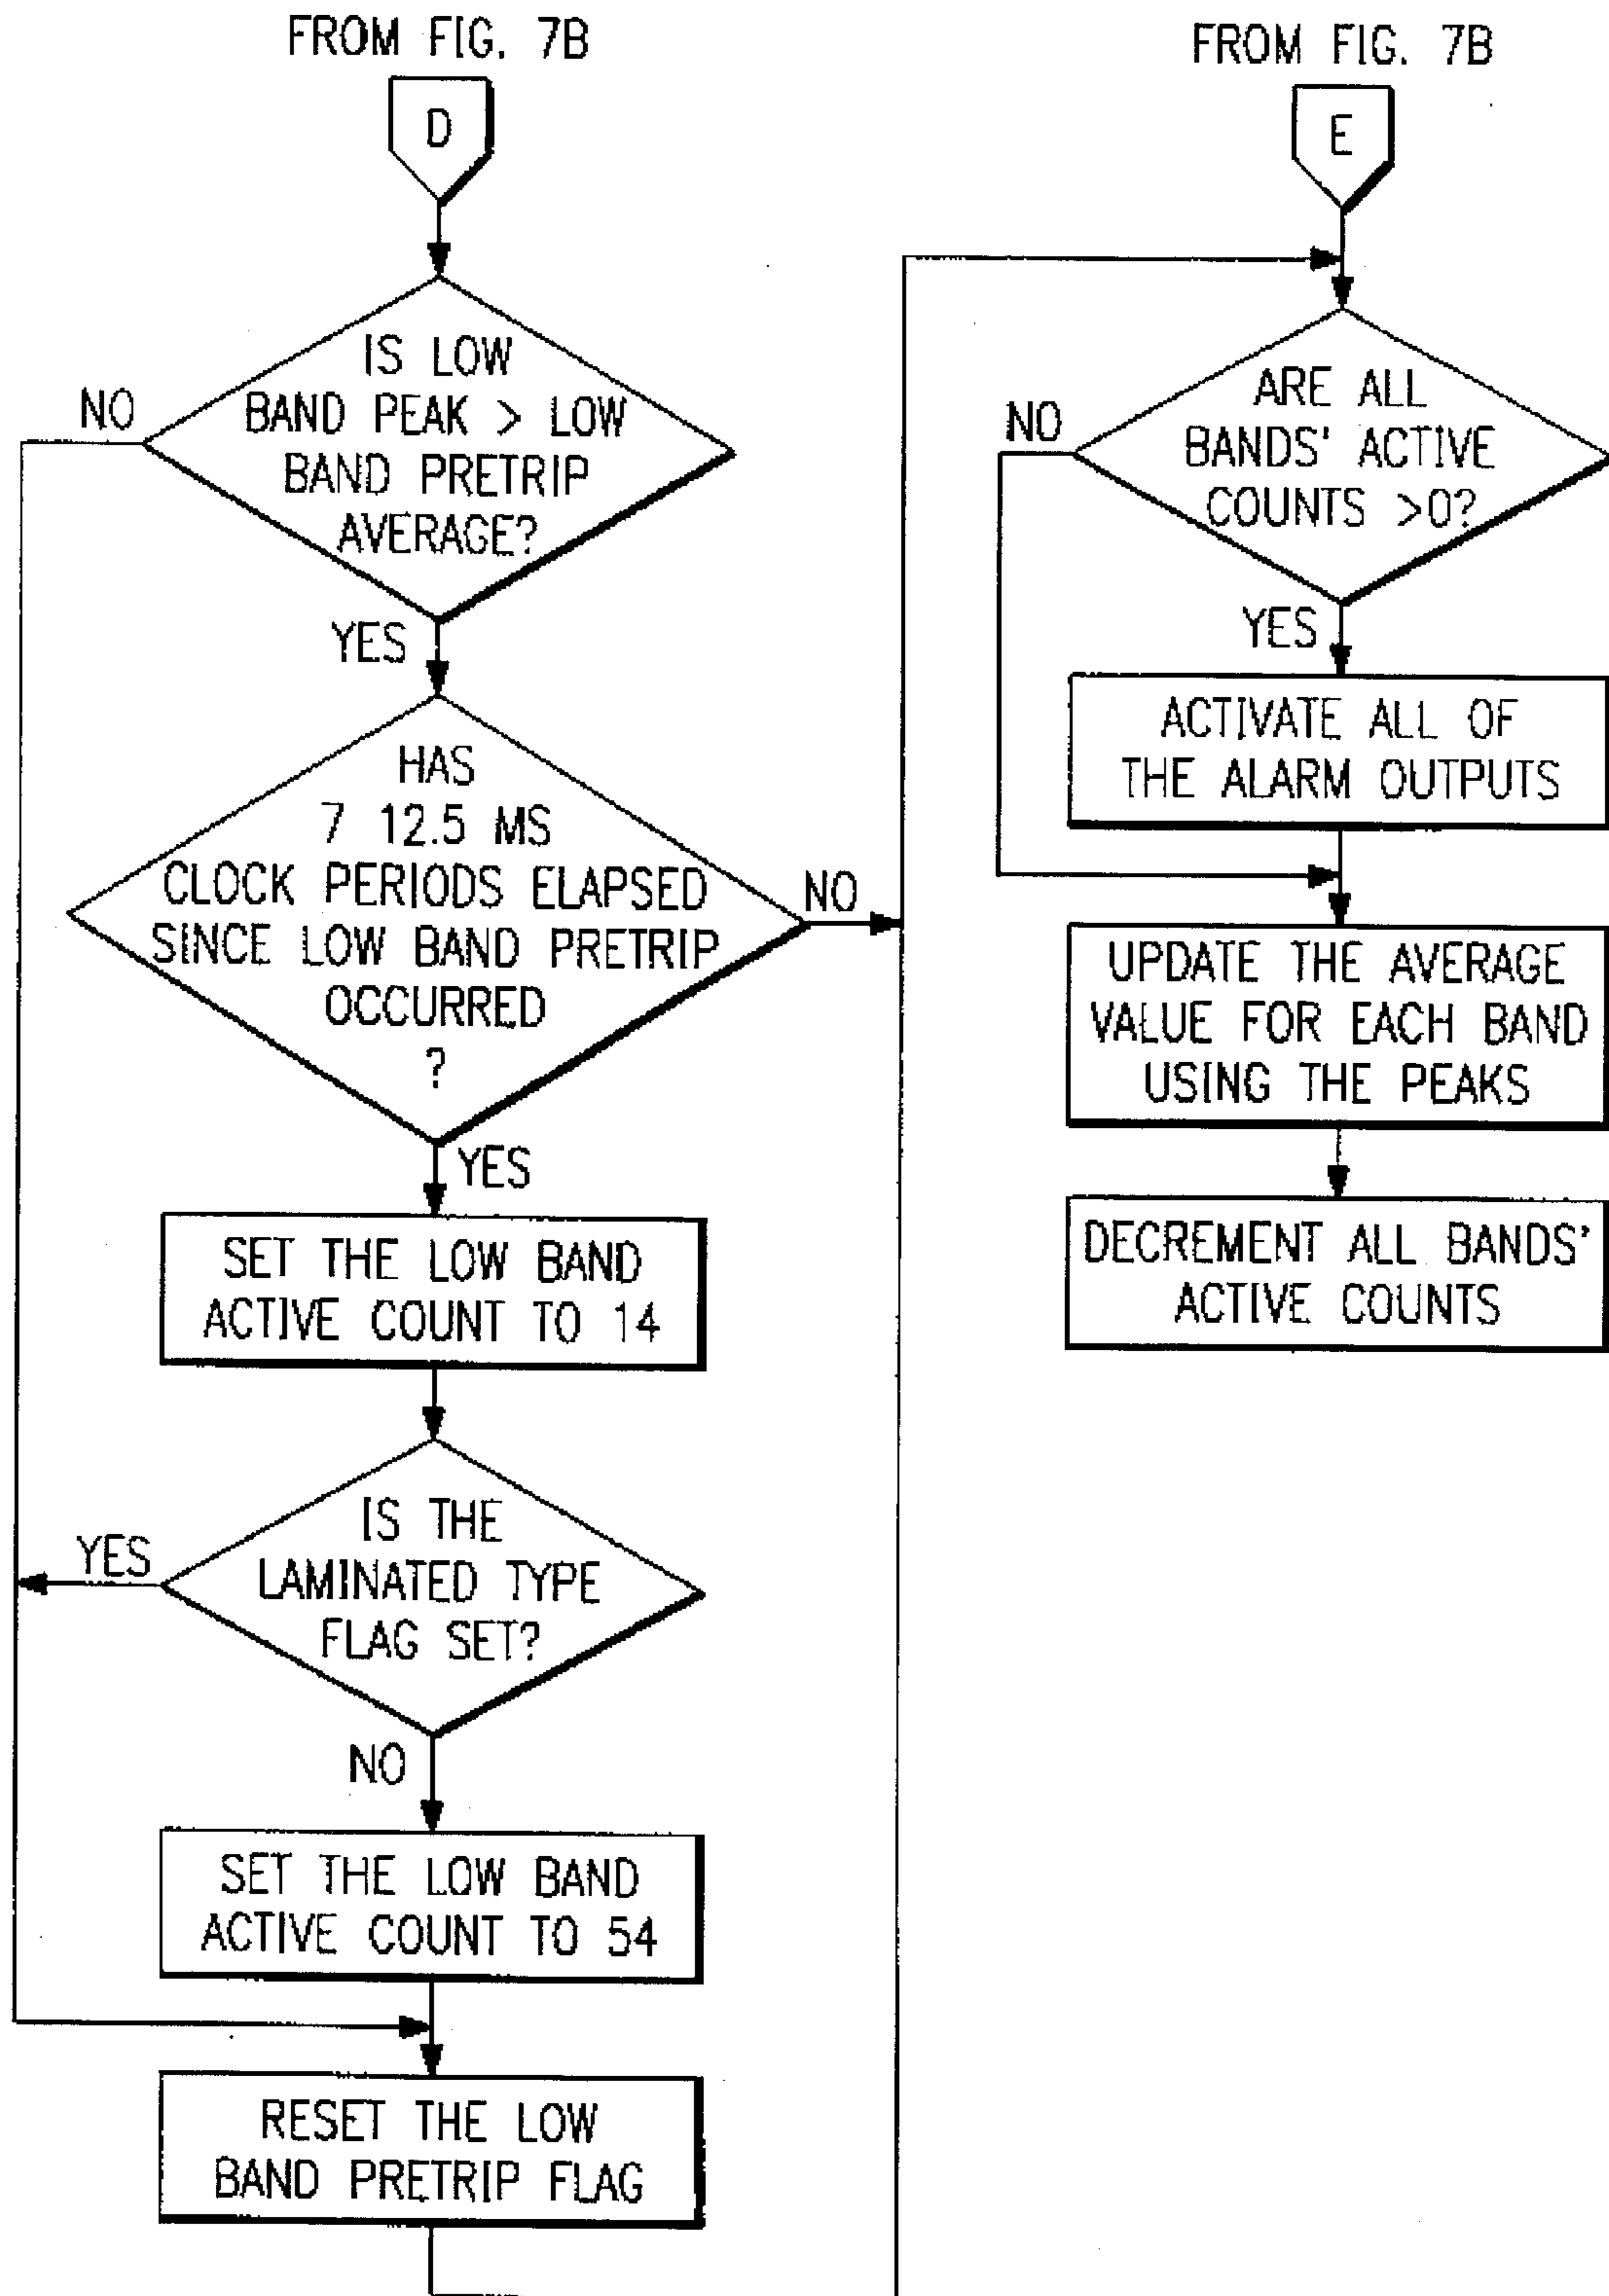 FROM FIG. 7B
D
IS LOW
BAND PEAK > LOW
BAND PRETRIP
AVERAGE?
NO
YES
HAS
7 12.5 MS
CLOCK PERIODS ELAPSED
SINCE LOW BAND PRETRIP
OCCURRED
?
NO
YES
SET THE LOW BAND
ACTIVE COUNT TO 14
IS THE
LAMINATED TYPE
FLAG SET?
YES
NO
SET THE LOW BAND
ACTIVE COUNT TO 54
RESET THE LOW
BAND PRETRIP FLAG
FROM FIG. 7B
E
ARE ALL
BANDS' ACTIVE
COUNTS >0?
NO
YES
ACTIVATE ALL OF
THE ALARM OUTPUTS
UPDATE THE AVERAGE
VALUE FOR EACH BAND
USING THE PEAKS
DECREMENT ALL BANDS'
ACTIVE COUNTS